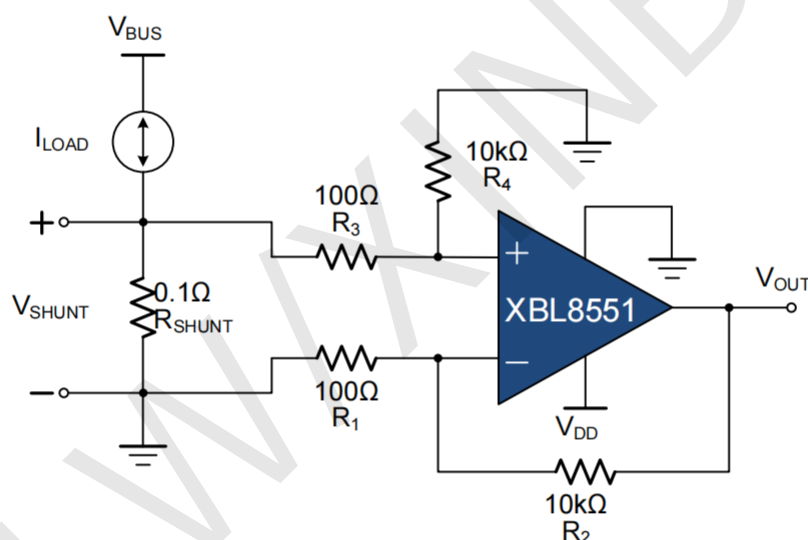 VBUS
ILOAD
+
VSHUNT
−
0.1Ω
RSHUNT
100Ω
R3
10kΩ
R4
100Ω
R1
+
XBL8551
−
VDD
VOUT
10kΩ
R2